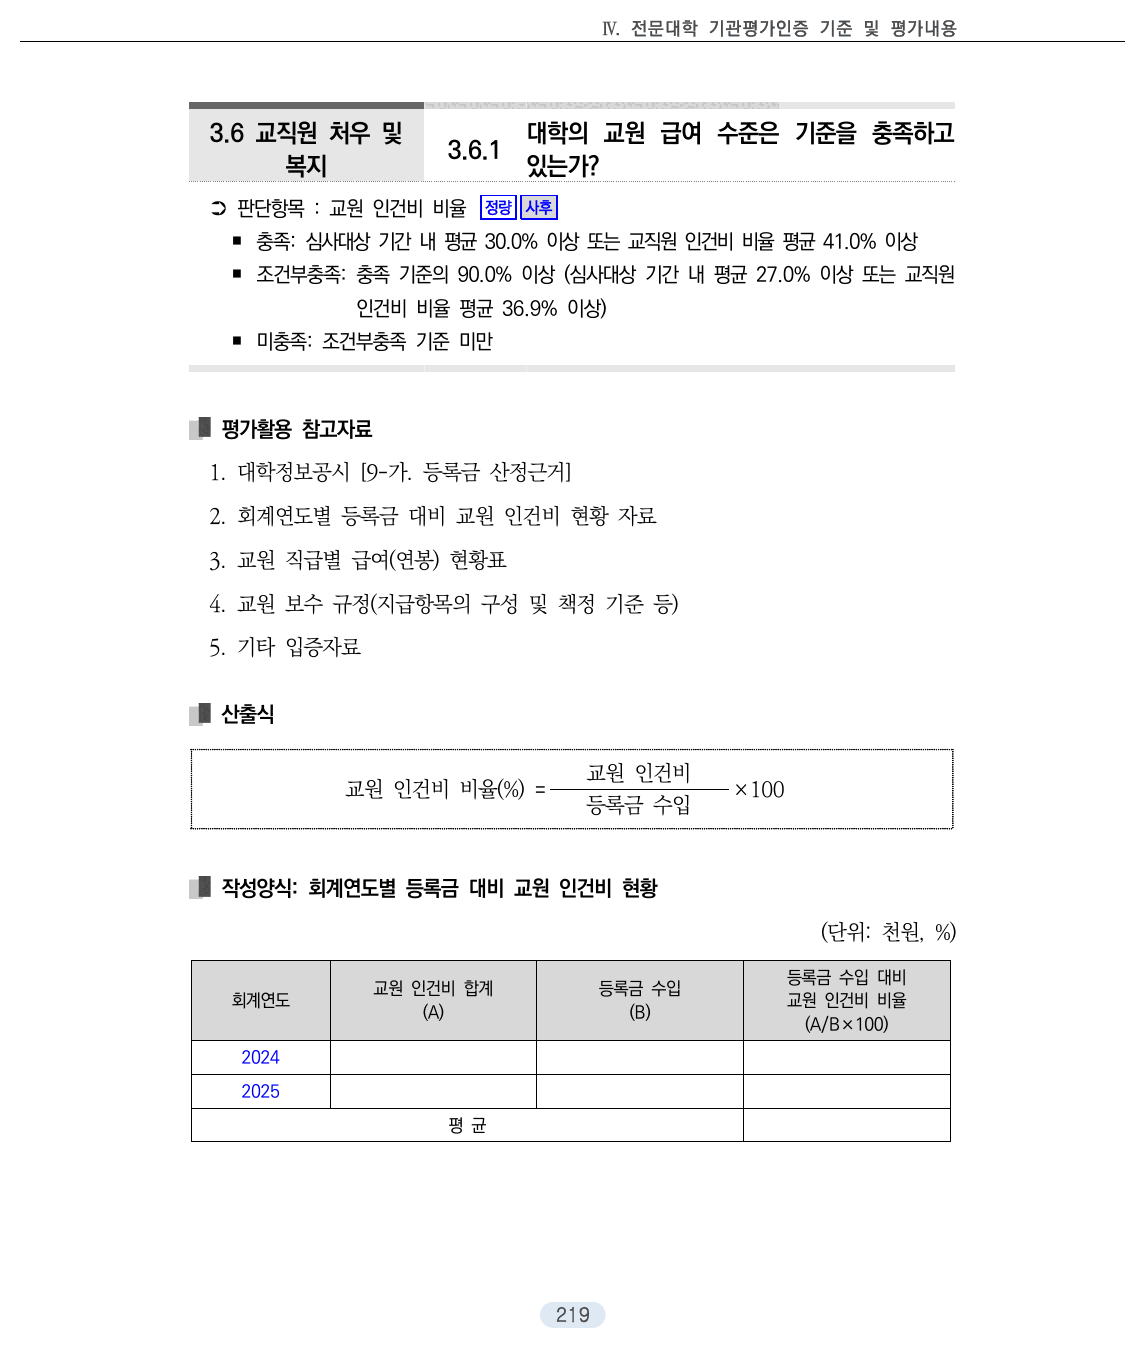 Ⅳ. 전문대학 기관평가인증 기준 및 평가내용
3.6 교직원 처우 및
복지
3.6.1
대학의 교원 급여 수준은 기준을 충족하고
있는가?
➲ 판단항목 : 교원 인건비 비율 정량 사후
▪ 충족: 심사대상 기간 내 평균 30.0% 이상 또는 교직원 인건비 비율 평균 41.0% 이상
▪ 조건부충족: 충족 기준의 90.0% 이상 (심사대상 기간 내 평균 27.0% 이상 또는 교직원
인건비 비율 평균 36.9% 이상)
▪ 미충족: 조건부충족 기준 미만
평가활용 참고자료
1. 대학정보공시 [9-가. 등록금 산정근거]
2. 회계연도별 등록금 대비 교원 인건비 현황 자료
3. 교원 직급별 급여(연봉) 현황표
4. 교원 보수 규정(지급항목의 구성 및 책정 기준 등)
5. 기타 입증자료
산출식
교원 인건비
교원 인건비 비율(%) = ×100
등록금 수입
작성양식: 회계연도별 등록금 대비 교원 인건비 현황
(단위: 천원, %)
회계연도
교원 인건비 합계
(A)
등록금 수입
(B)
등록금 수입 대비
교원 인건비 비율
(A/B×100)
2024
2025
평 균
219